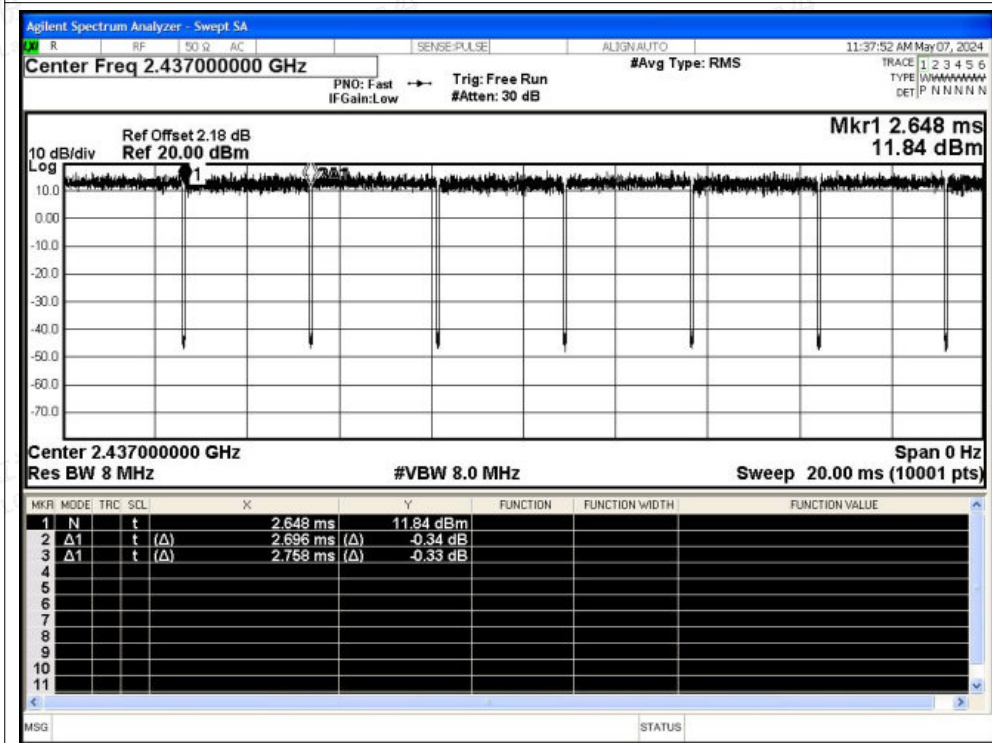 Agilent Spectrum Analyzer - Swept SA
LXI R RF 50 Ω AC SENSE:PULSE ALIGN AUTO 11:37:52 AM May 07, 2024
Center Freq 2.437000000 GHz #Avg Type: RMS TRACE 1 2 3 4 5 6
PNO: Fast Trig: Free Run TYPE WWWWWW
IFGain:Low #Atten: 30 dB DET P N N N N N
Mkr1 2.648 ms
11.84 dBm
Ref Offset 2.18 dB
10 dB/div Ref 20.00 dBm
Log
1
10.0
0.00
-10.0
-20.0
-30.0
-40.0
-50.0
-60.0
-70.0
Center 2.437000000 GHz Span 0 Hz
Res BW 8 MHz #VBW 8.0 MHz Sweep 20.00 ms (10001 pts)
MKR MODE TRC SCL X Y FUNCTION FUNCTION WIDTH FUNCTION VALUE
1 N t 2.648 ms 11.84 dBm
2 Δ1 t (Δ) 2.696 ms (Δ) -0.34 dB
3 Δ1 t (Δ) 2.758 ms (Δ) -0.33 dB
4
5
6
7
8
9
10
11
MSG STATUS